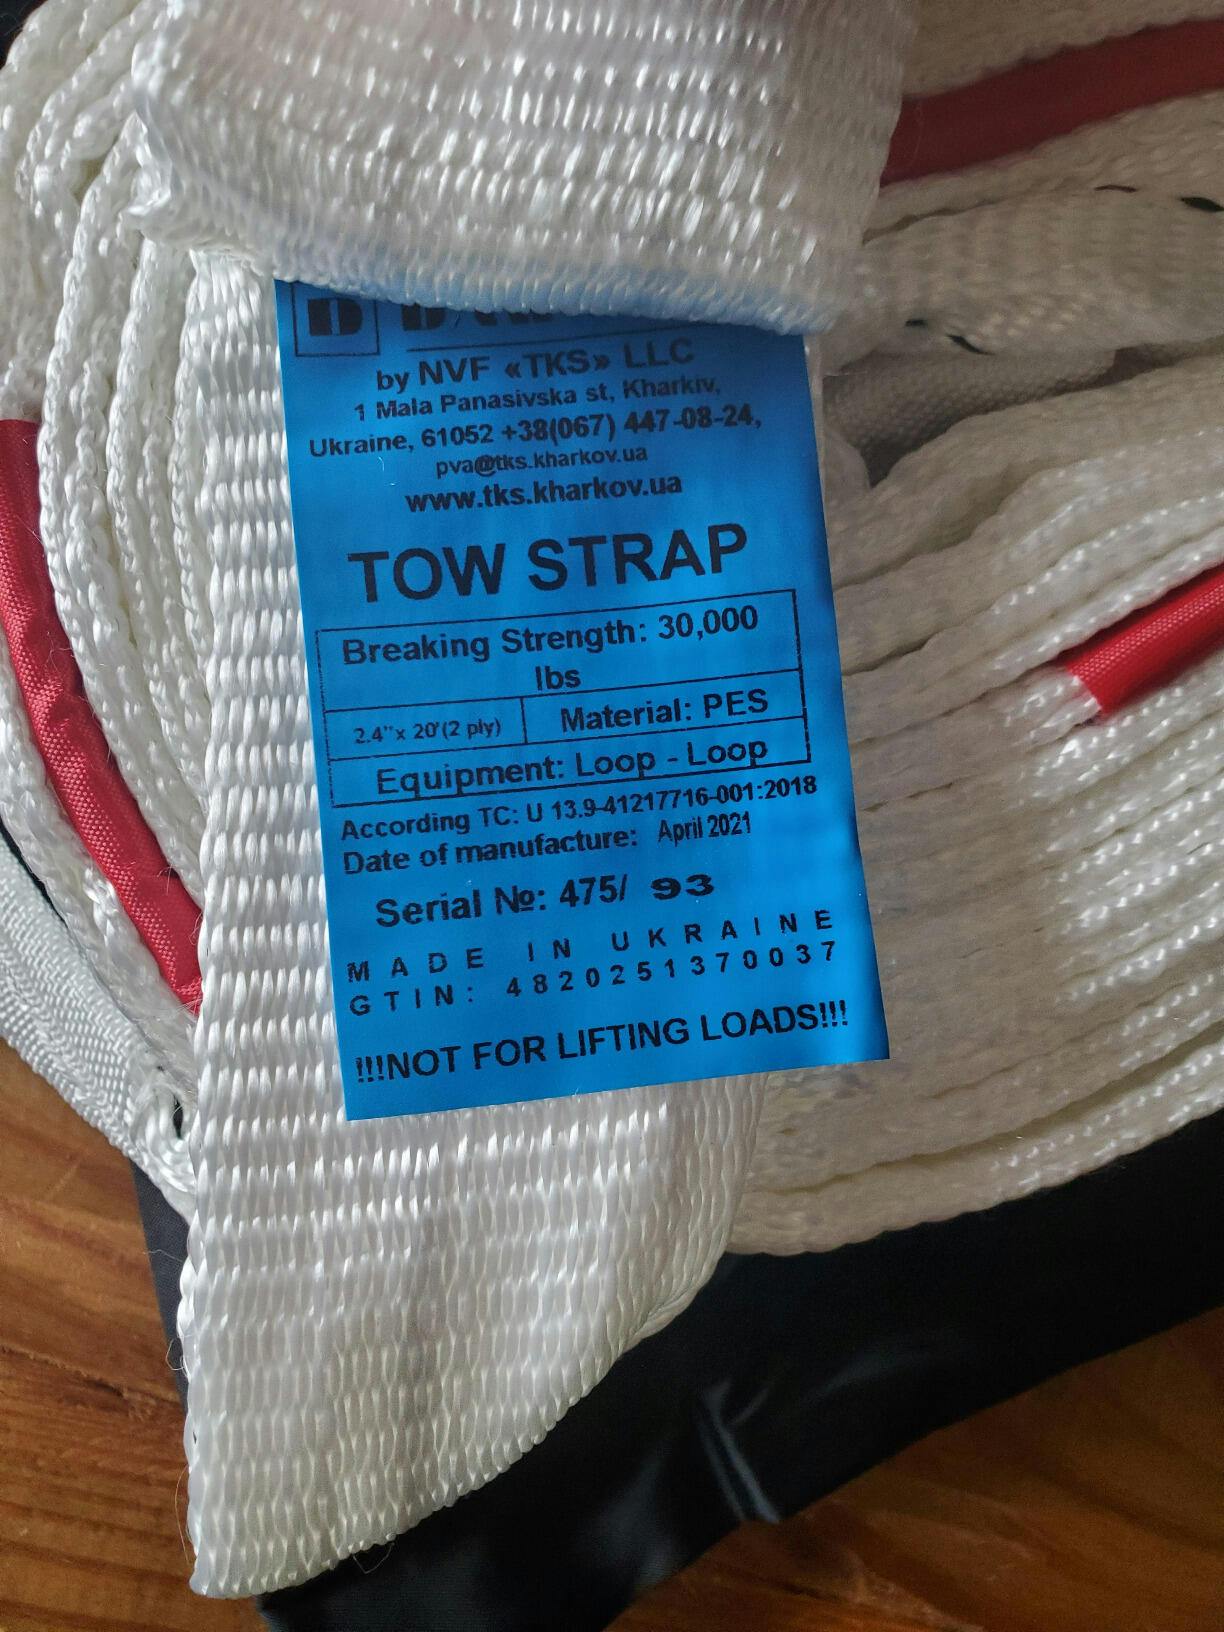 by NVF «TKS» LLC
1 Mala Panasivska st, Kharkiv,
Ukraine, 61052 +38(067) 447-08-24,
pva@tks.kharkov.ua
www.tks.kharkov.ua
TOW STRAP
Breaking Strength: 30,000
lbs
2.4"x 20'(2 ply) Material: PES
Equipment: Loop - Loop
According TC: U 13.9-41217716-001:2018
Date of manufacture: April 2021
Serial №: 475/ 93
MADE IN UKRAINE
GTIN: 4820251370037
!!!NOT FOR LIFTING LOADS!!!